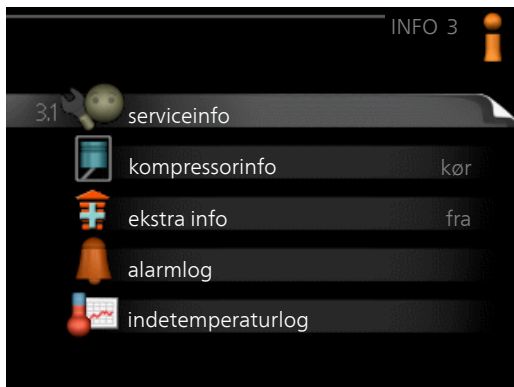 INFO 3
3.1 serviceinfo
kompressorinfo kør
ekstra info fra
alarmlog
indetemperaturlog